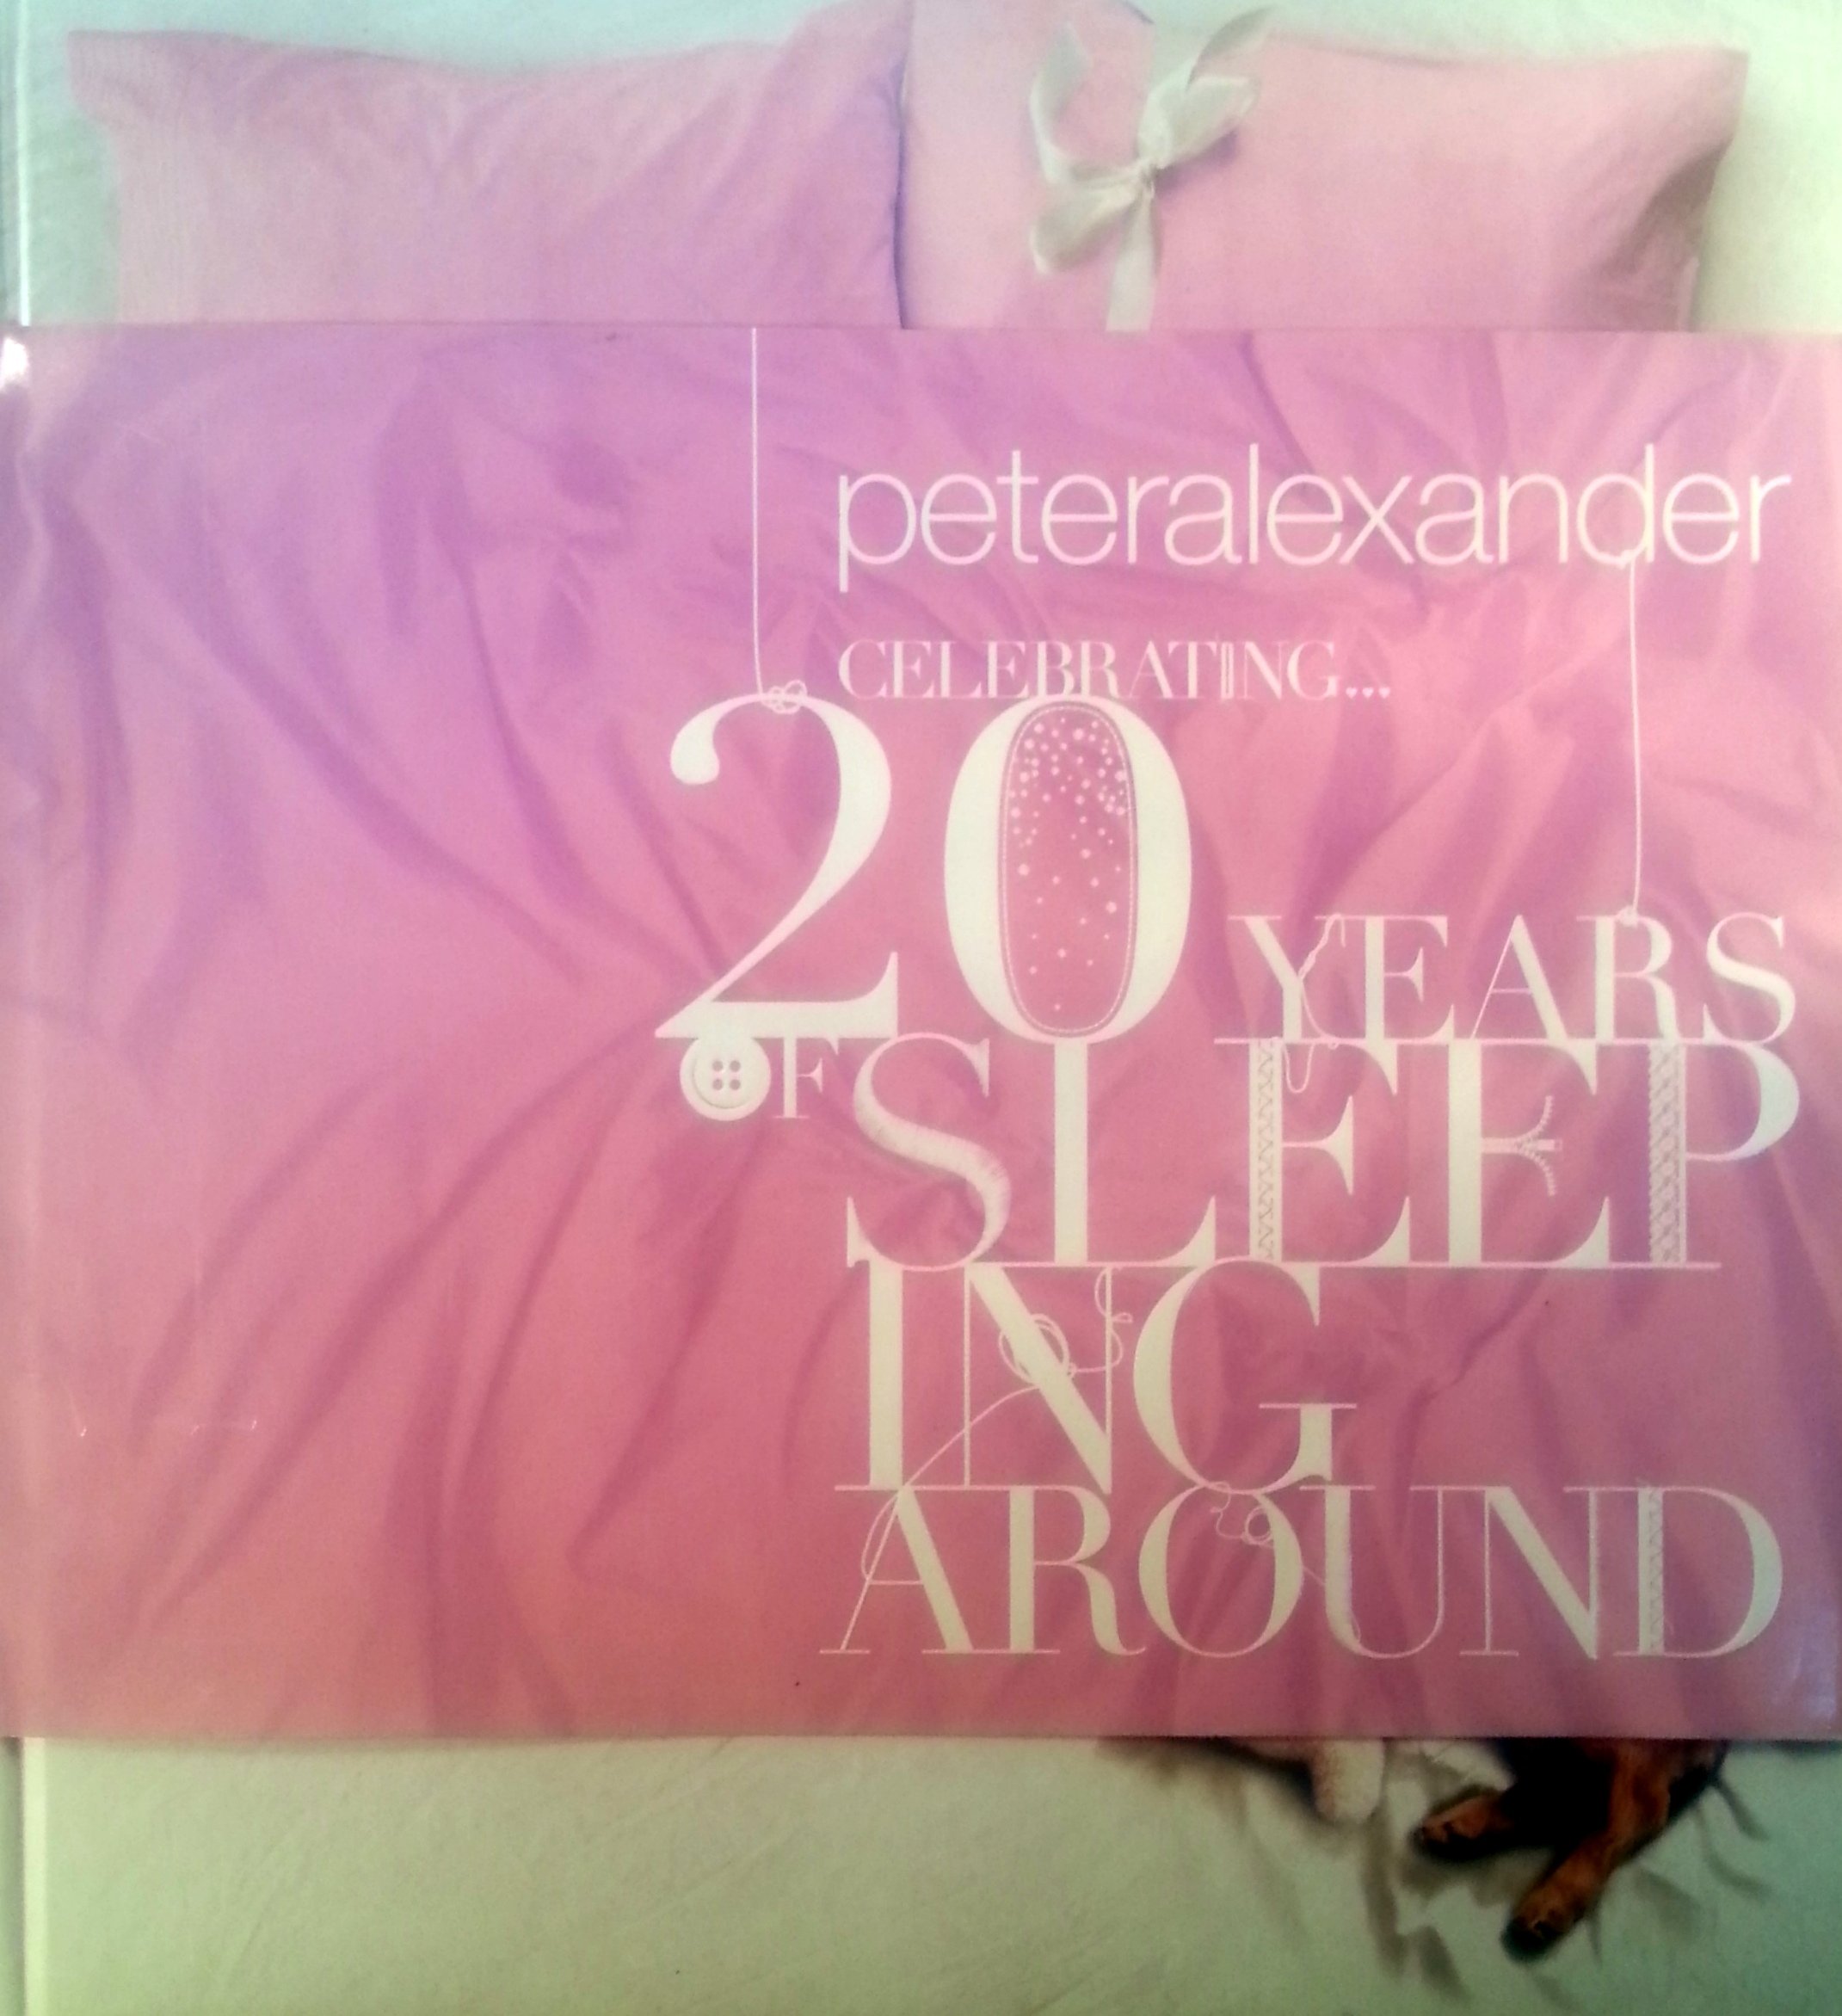 peteralexander
CELEBRATING...
20 YEARS
OF SLEEP
ING
AROUND